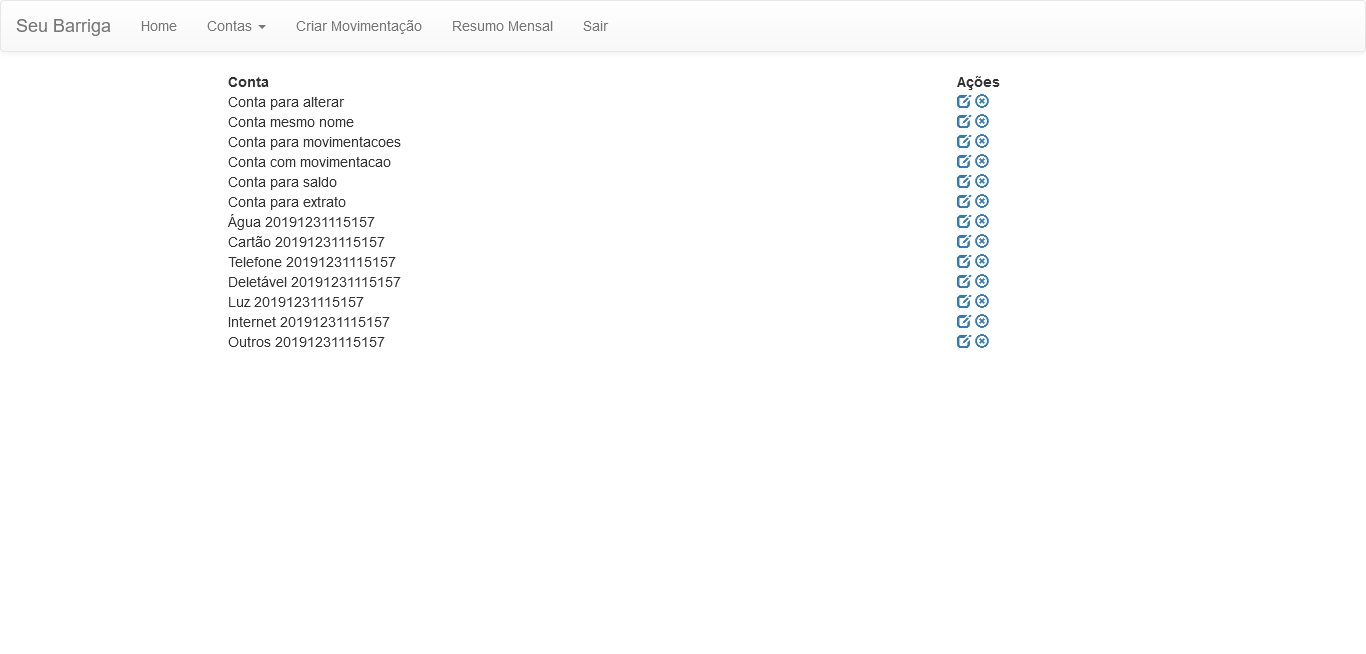 Seu Barriga Home Contas Criar Movimentação Resumo Mensal Sair
Conta Ações
Conta para alterar
Conta mesmo nome
Conta para movimentacoes
Conta com movimentacao
Conta para saldo
Conta para extrato
Água 20191231115157
Cartão 20191231115157
Telefone 20191231115157
Deletável 20191231115157
Luz 20191231115157
Internet 20191231115157
Outros 20191231115157